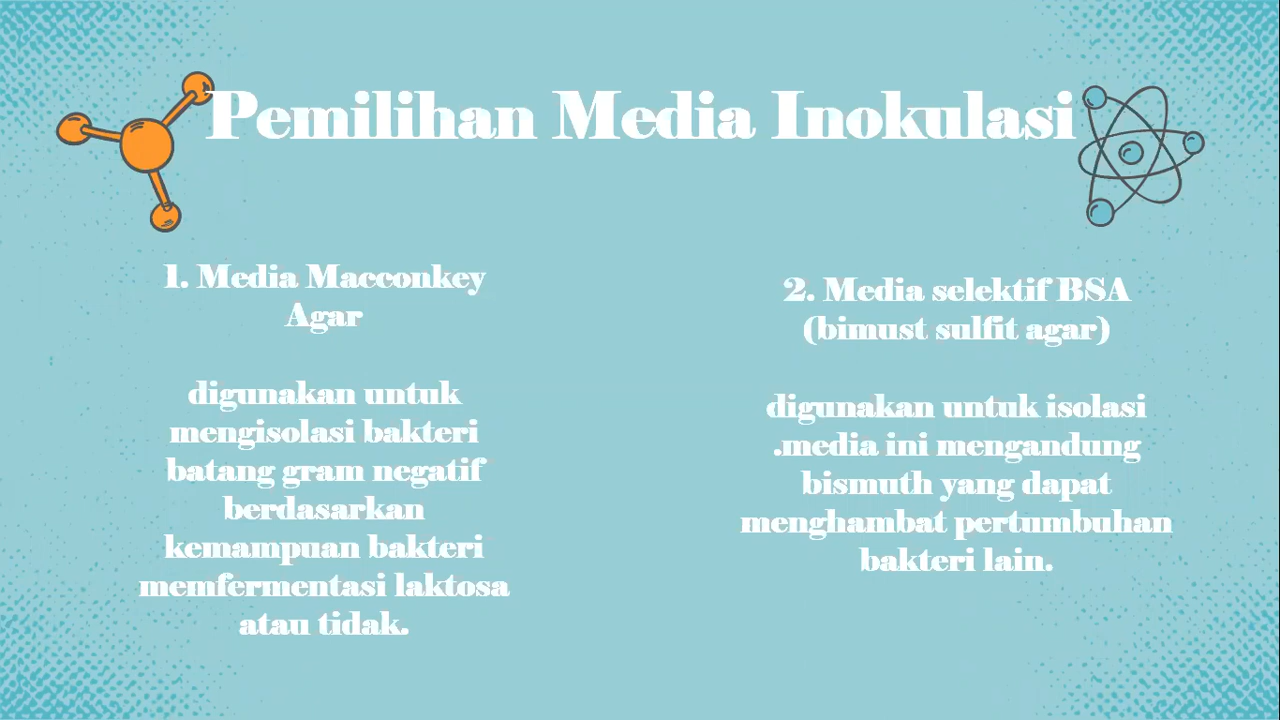 Pemilihan Media Inokulasi
1. Media Macconkey
Agar
digunakan untuk
mengisolasi bakteri
batang gram negatif
berdasarkan
kemampuan bakteri
memfermentasi laktosa
atau tidak.
2. Media selektif BSA
(bimust sulfit agar)
digunakan untuk isolasi
.media ini mengandung
bismuth yang dapat
menghambat pertumbuhan
bakteri lain.